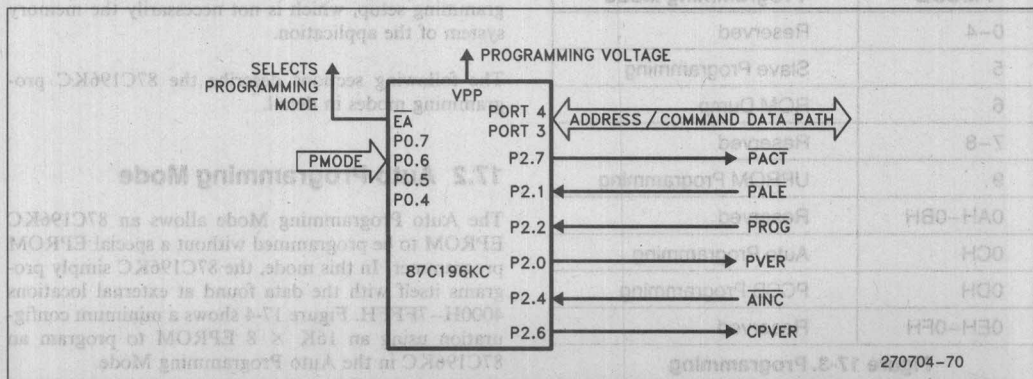 SELECTS
PROGRAMMING
MODE
PROGRAMMING VOLTAGE
VPP
EA
P0.7
P0.6
P0.5
P0.4
PMODE
PORT 4
PORT 3
ADDRESS / COMMAND DATA PATH
P2.7
PACT
P2.1
PALE
P2.2
PROG
P2.0
PVER
87C196KC
P2.4
AINC
P2.6
CPVER
270704-70
gramming setup, which is not necessarily the memory
system of the application.
The following section describe the 87C196KC pro-
gramming modes in
17.2 Auto Programming Mode
The Auto Programming Mode allows an 87C196KC
EPROM to be programmed without a special EPROM
programmer. In this mode, the 87C196KC simply pro-
grams itself with the data found at external locations
4000H-7FFFH. Figure 17-4 shows a minimum config-
uration using an 16K × 8 EPROM to program an
87C196KC in the Auto Programming Mode
0-4 Reserved
5 Slave Programming
6 ROM Dump
7-8 Reserved
9 UPROM Programming
0AH-0BH Reserved
0CH Auto Programming
0DH PCCB Programming
0EH-0FH Reserved
Figure 17-3. Programming